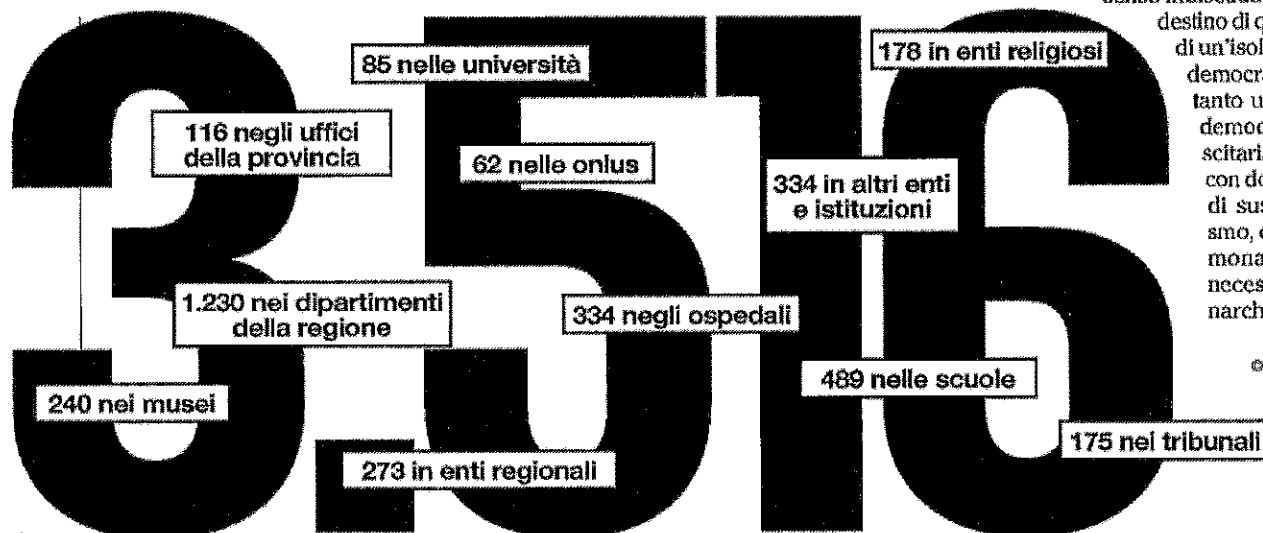 3.516
85 nelle università
178 in enti religiosi
116 negli uffici
della provincia
62 nelle onlus
334 in altri enti
e istituzioni
1.230 nei dipartimenti
della regione
334 negli ospedali
240 nei musei
489 nelle scuole
273 in enti regionali
175 nei tribunali
destino di
di un'isol
democra
tanto u
democ
scitaria
con do
di sus
smo, e
mona
neces
narch
©